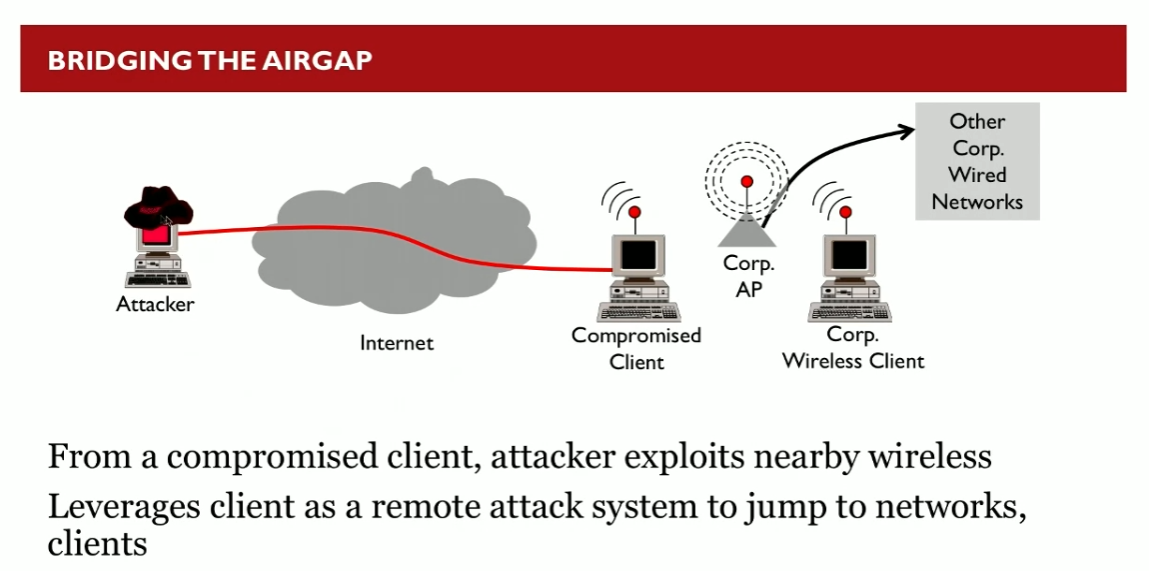 BRIDGING THE AIRGAP
Other
Corp.
Wired
Networks
Corp.
AP
Attacker
Internet
Compromised
Client
Corp.
Wireless Client
From a compromised client, attacker exploits nearby wireless
Leverages client as a remote attack system to jump to networks,
clients